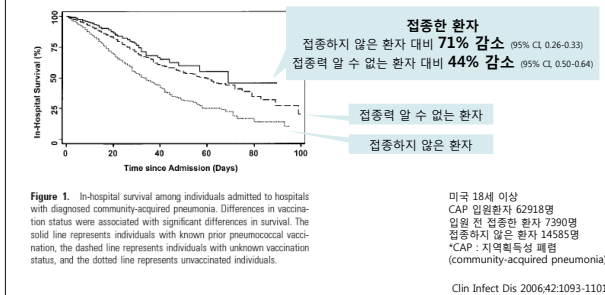 접종한 환자
접종하지 않은 환자 대비 71% 감소 (95% CI, 0.26-0.33)
접종력 알 수 없는 환자 대비 44% 감소 (95% CI, 0.50-0.64)
In-Hospital Survival (%)
100
75
50
25
0
0 20 40 60 80 100
Time since Admission (Days)
접종력 알 수 없는 환자
접종하지 않은 환자
Figure 1. In-hospital survival among individuals admitted to hospitals
with diagnosed community-acquired pneumonia. Differences in vaccina-
tion status were associated with significant differences in survival. The
solid line represents individuals with known prior pneumococcal vacci-
nation, the dashed line represents individuals with unknown vaccination
status, and the dotted line represents unvaccinated individuals.
미국 18세 이상
CAP 입원환자 62918명
입원 전 접종한 환자 7390명
접종하지 않은 환자 14585명
*CAP : 지역획득성 폐렴
(community-acquired pneumonia)
Clin Infect Dis 2006;42:1093-1101